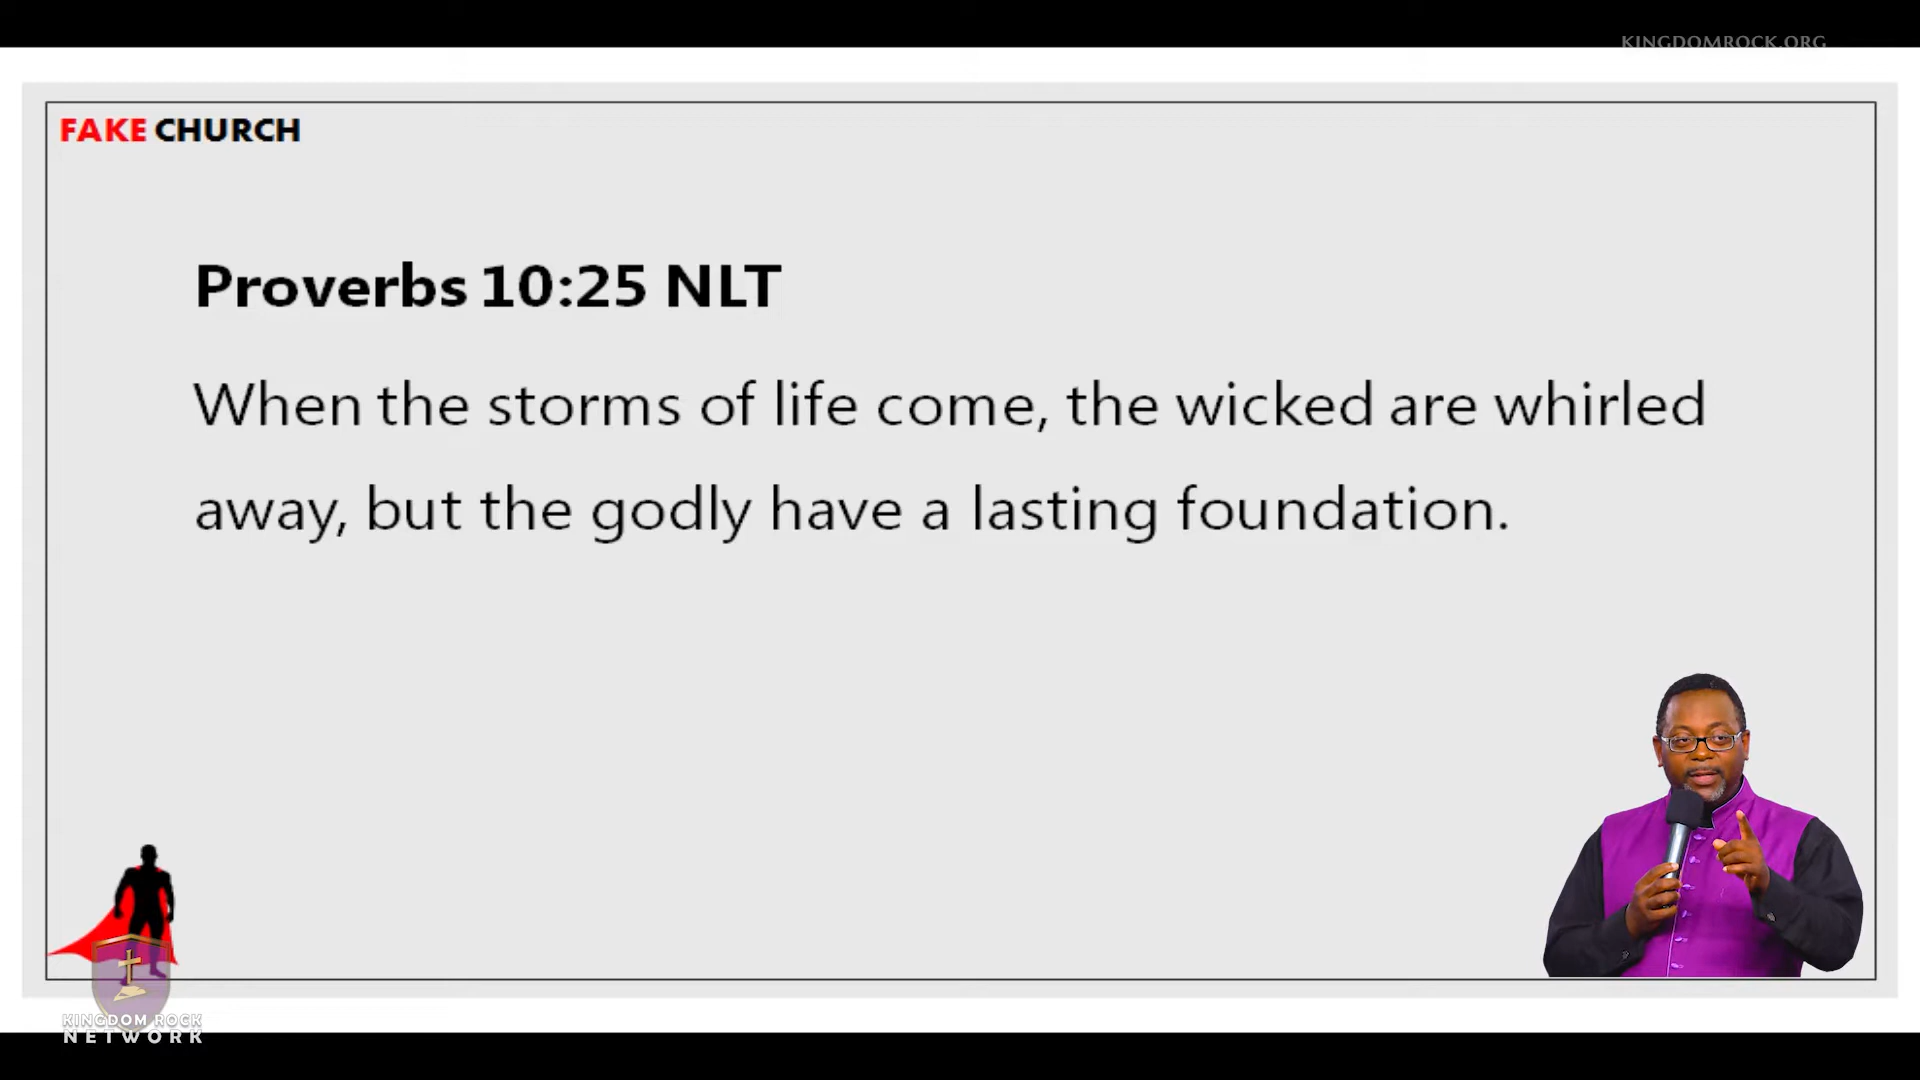 KINGDOMROCK.ORG
FAKE CHURCH
Proverbs 10:25 NLT
When the storms of life come, the wicked are whirled
away, but the godly have a lasting foundation.
KINGDOM ROCK
NETWORK